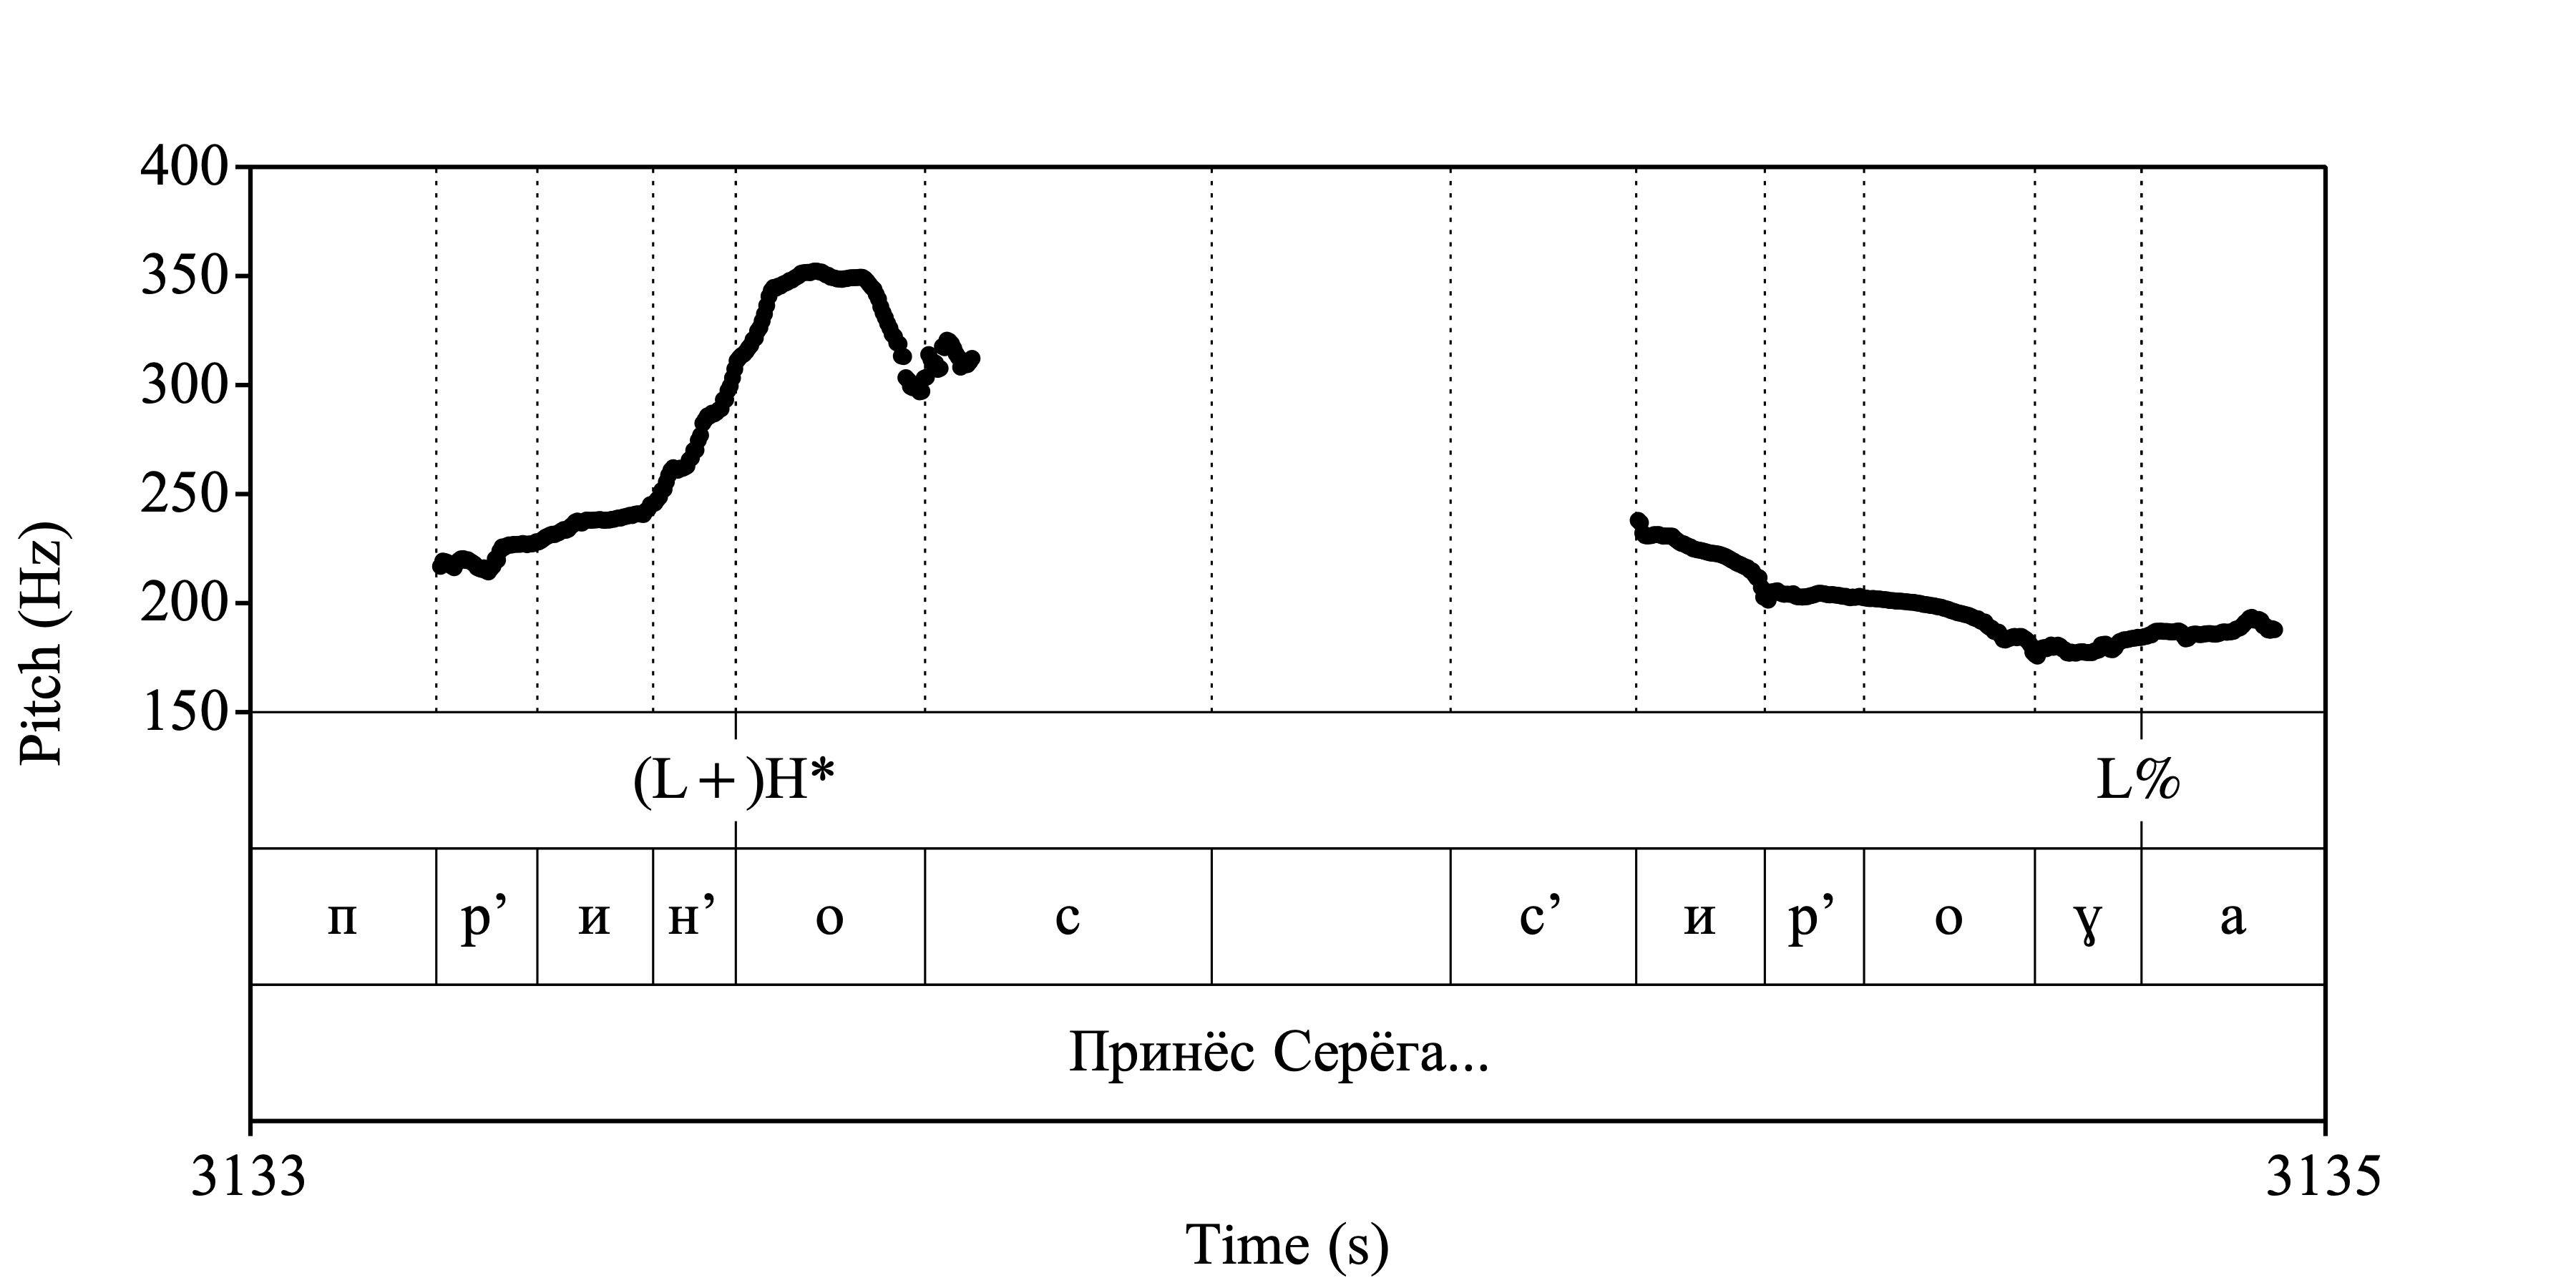 400
350
300
250
200
150
Pitch (Hz)
(L+)H* L%
п р’ и н’ о с с’ и р’ о ɣ а
Принёс Серёга...
3133 3135
Time (s)